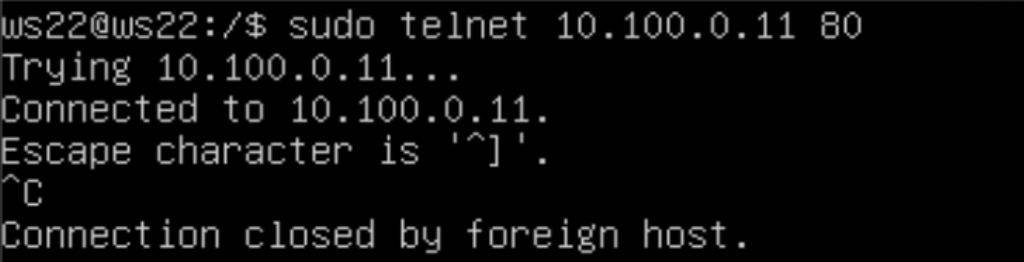 ws22@ws22:/$ sudo telnet 10.100.0.11 80
Trying 10.100.0.11...
Connected to 10.100.0.11.
Escape character is '^]'.
^C
Connection closed by foreign host.